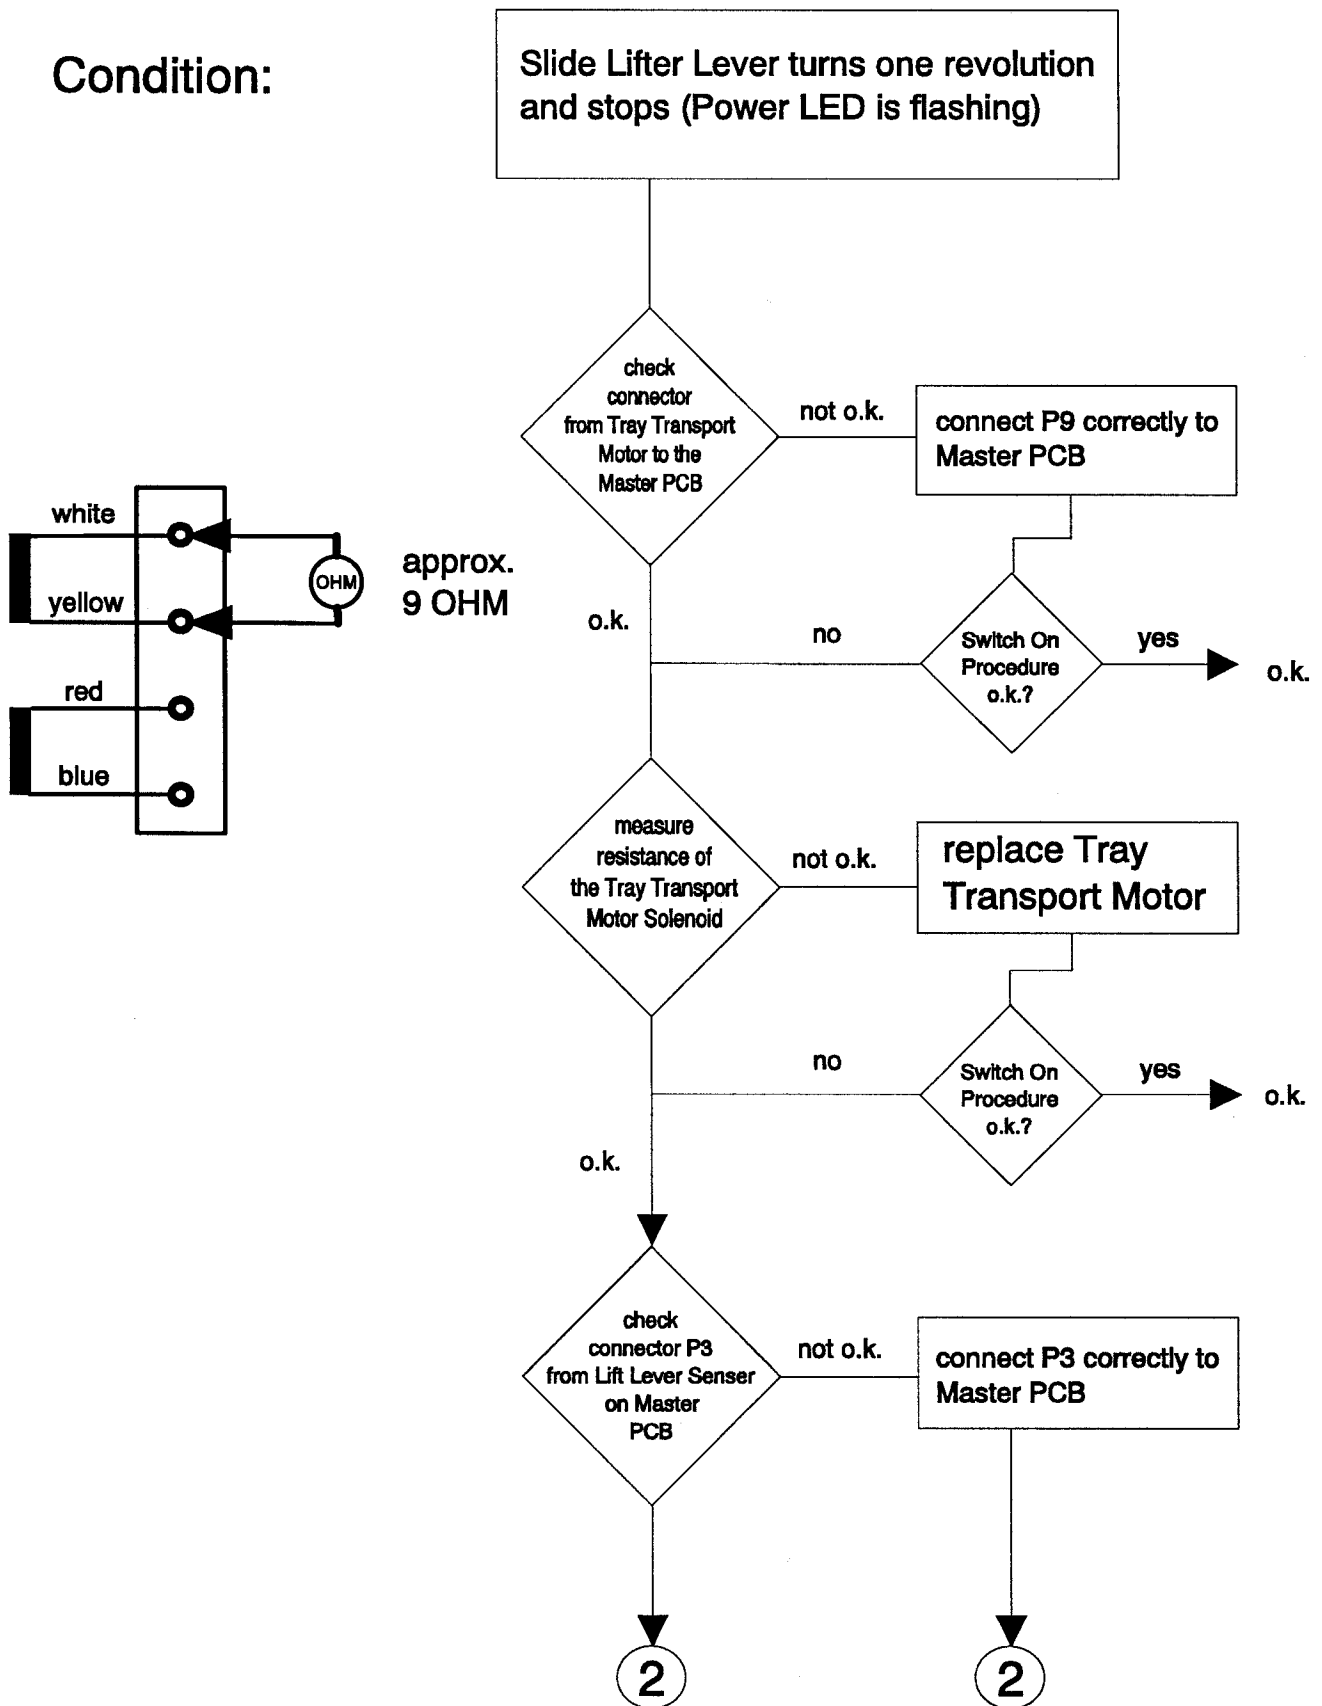 Condition:
Slide Lifter Lever turns one revolution
and stops (Power LED is flashing)
check
connector
from Tray Transport
Motor to the
Master PCB
not o.k.
connect P9 correctly to
Master PCB
white
yellow
red
blue
OHM
approx.
9 OHM
o.k.
no
Switch On
Procedure
o.k.?
yes
o.k.
measure
resistance of
the Tray Transport
Motor Solenoid
not o.k.
replace Tray
Transport Motor
no
Switch On
Procedure
o.k.?
yes
o.k.
o.k.
check
connector P3
from Lift Lever Senser
on Master
PCB
not o.k.
connect P3 correctly to
Master PCB
2
2